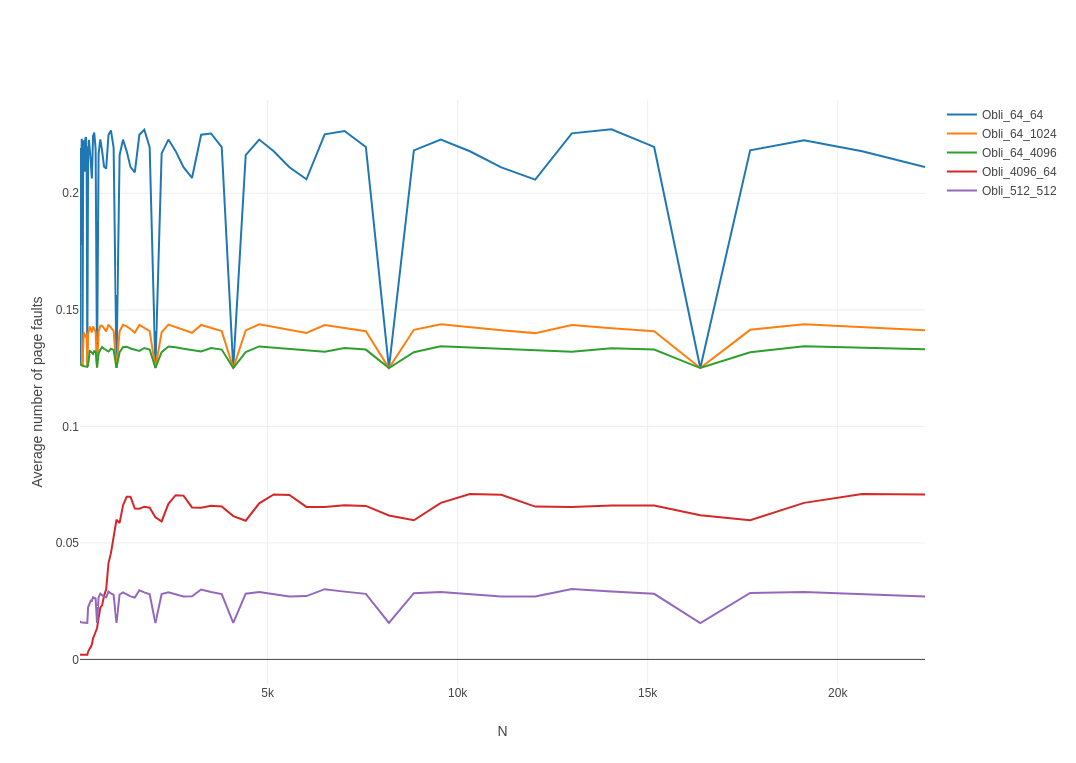 Obli_64_64
Obli_64_1024
Obli_64_4096
Obli_4096_64
Obli_512_512
0.2
0.15
0.1
0.05
0
Average number of page faults
5k
10k
15k
20k
N